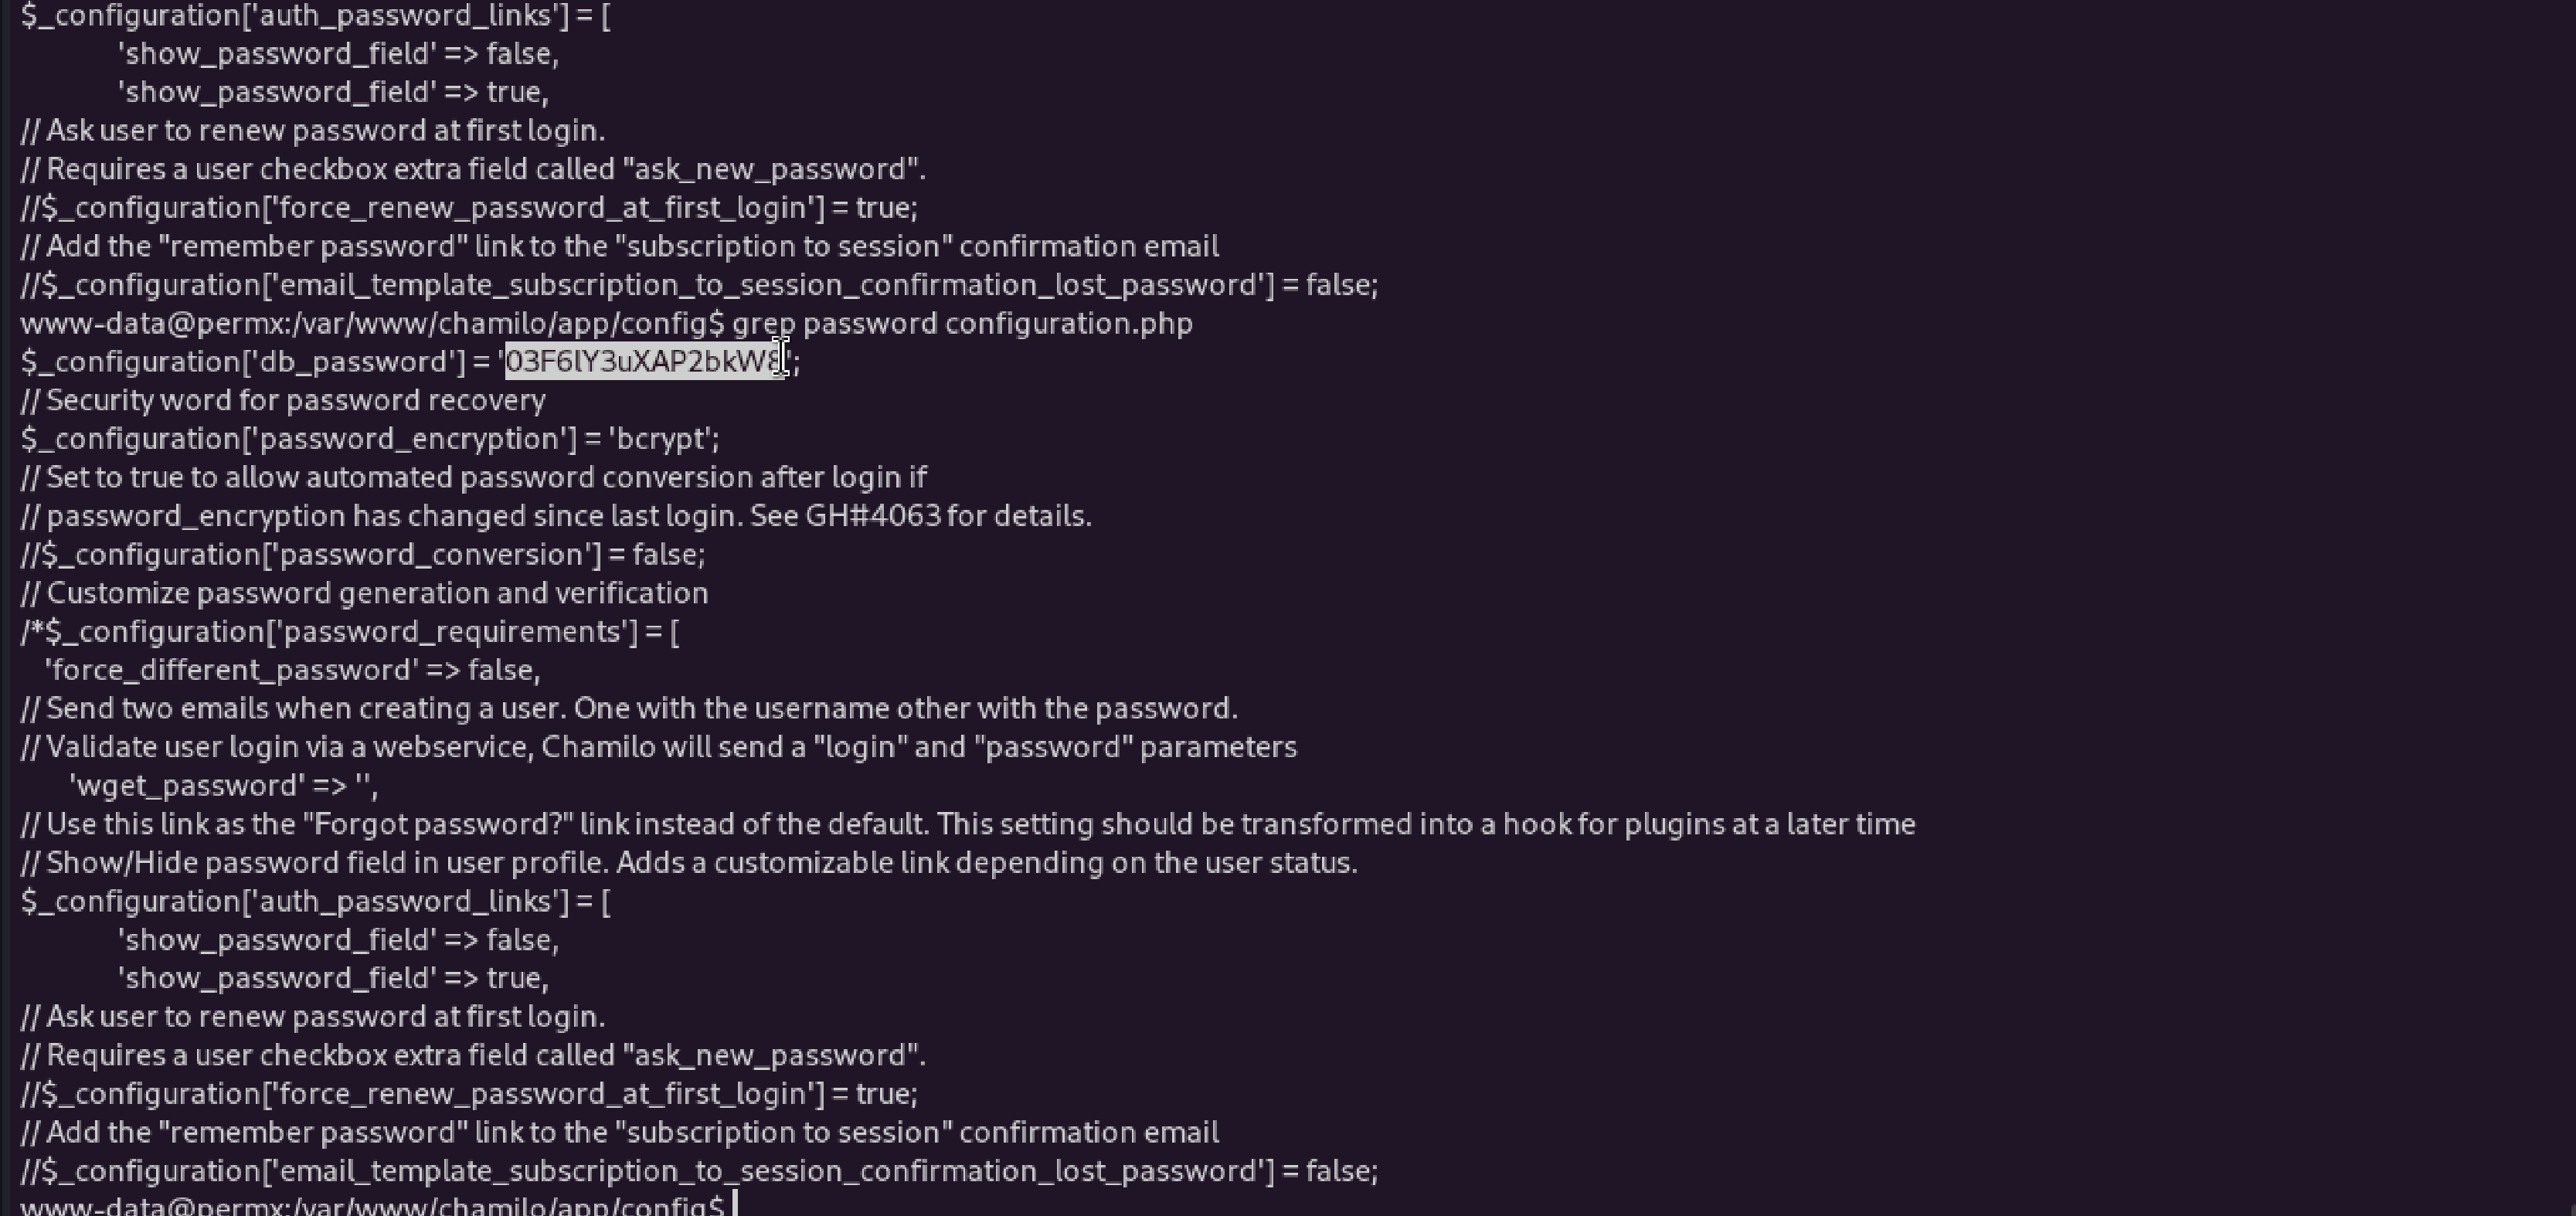 $_configuration['auth_password_links'] = [
'show_password_field' => false,
'show_password_field' => true,
// Ask user to renew password at first login.
// Requires a user checkbox extra field called "ask_new_password".
//$_configuration['force_renew_password_at_first_login'] = true;
// Add the "remember password" link to the "subscription to session" confirmation email
//$_configuration['email_template_subscription_to_session_confirmation_lost_password'] = false;
www-data@permx:/var/www/chamilo/app/config$ grep password configuration.php
$_configuration['db_password'] = '03F6lY3uXAP2bkW8';
// Security word for password recovery
$_configuration['password_encryption'] = 'bcrypt';
// Set to true to allow automated password conversion after login if
// password_encryption has changed since last login. See GH#4063 for details.
//$_configuration['password_conversion'] = false;
// Customize password generation and verification
/*$_configuration['password_requirements'] = [
'force_different_password' => false,
// Send two emails when creating a user. One with the username other with the password.
// Validate user login via a webservice, Chamilo will send a "login" and "password" parameters
'wget_password' => '',
// Use this link as the "Forgot password?" link instead of the default. This setting should be transformed into a hook for plugins at a later time
// Show/Hide password field in user profile. Adds a customizable link depending on the user status.
$_configuration['auth_password_links'] = [
'show_password_field' => false,
'show_password_field' => true,
// Ask user to renew password at first login.
// Requires a user checkbox extra field called "ask_new_password".
//$_configuration['force_renew_password_at_first_login'] = true;
// Add the "remember password" link to the "subscription to session" confirmation email
//$_configuration['email_template_subscription_to_session_confirmation_lost_password'] = false;
www-data@permx:/var/www/chamilo/app/config$